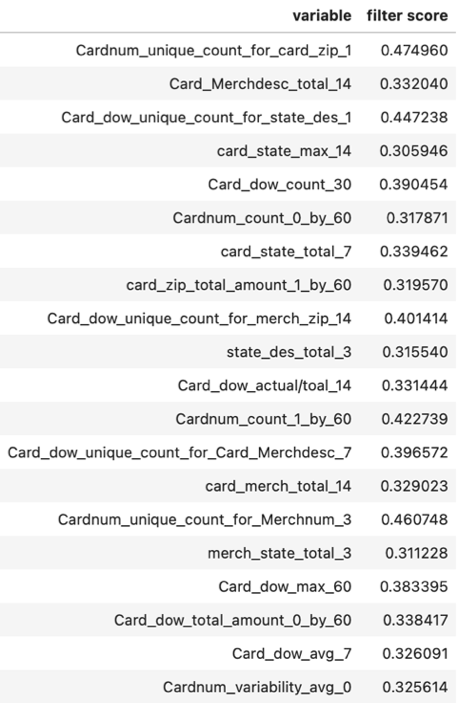 variable filter score
Cardnum_unique_count_for_card_zip_1 0.474960
Card_Merchdesc_total_14 0.332040
Card_dow_unique_count_for_state_des_1 0.447238
card_state_max_14 0.305946
Card_dow_count_30 0.390454
Cardnum_count_0_by_60 0.317871
card_state_total_7 0.339462
card_zip_total_amount_1_by_60 0.319570
Card_dow_unique_count_for_merch_zip_14 0.401414
state_des_total_3 0.315540
Card_dow_actual/toal_14 0.331444
Cardnum_count_1_by_60 0.422739
Card_dow_unique_count_for_Card_Merchdesc_7 0.396572
card_merch_total_14 0.329023
Cardnum_unique_count_for_Merchnum_3 0.460748
merch_state_total_3 0.311228
Card_dow_max_60 0.383395
Card_dow_total_amount_0_by_60 0.338417
Card_dow_avg_7 0.326091
Cardnum_variability_avg_0 0.325614